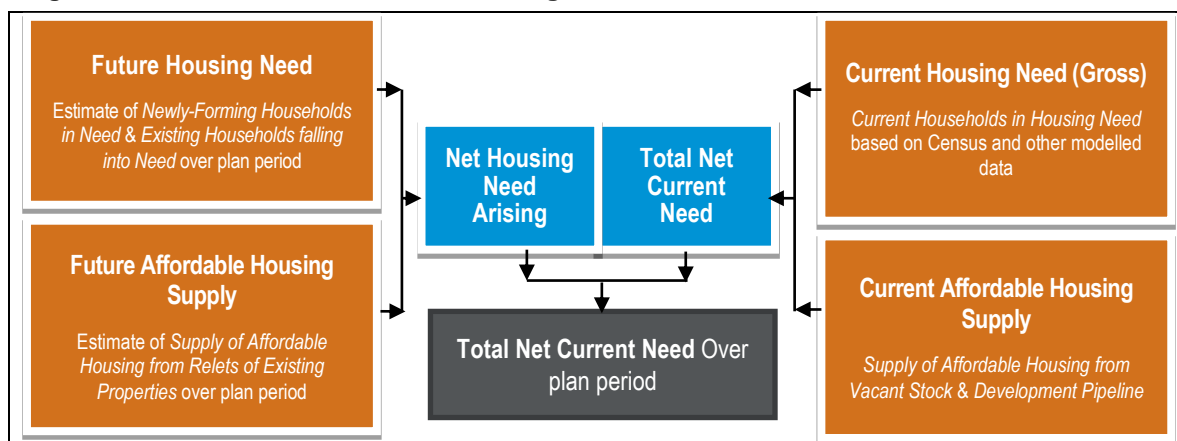 Future Housing Need
Estimate of Newly-Forming Households
in Need & Existing Households falling
into Need over plan period
Future Affordable Housing
Supply
Estimate of Supply of Affordable
Housing from Relets of Existing
Properties over plan period
Net Housing
Need
Arising
Total Net
Current
Need
Total Net Current Need Over
plan period
Current Housing Need (Gross)
Current Households in Housing Need
based on Census and other modelled
data
Current Affordable Housing
Supply
Supply of Affordable Housing from
Vacant Stock & Development Pipeline